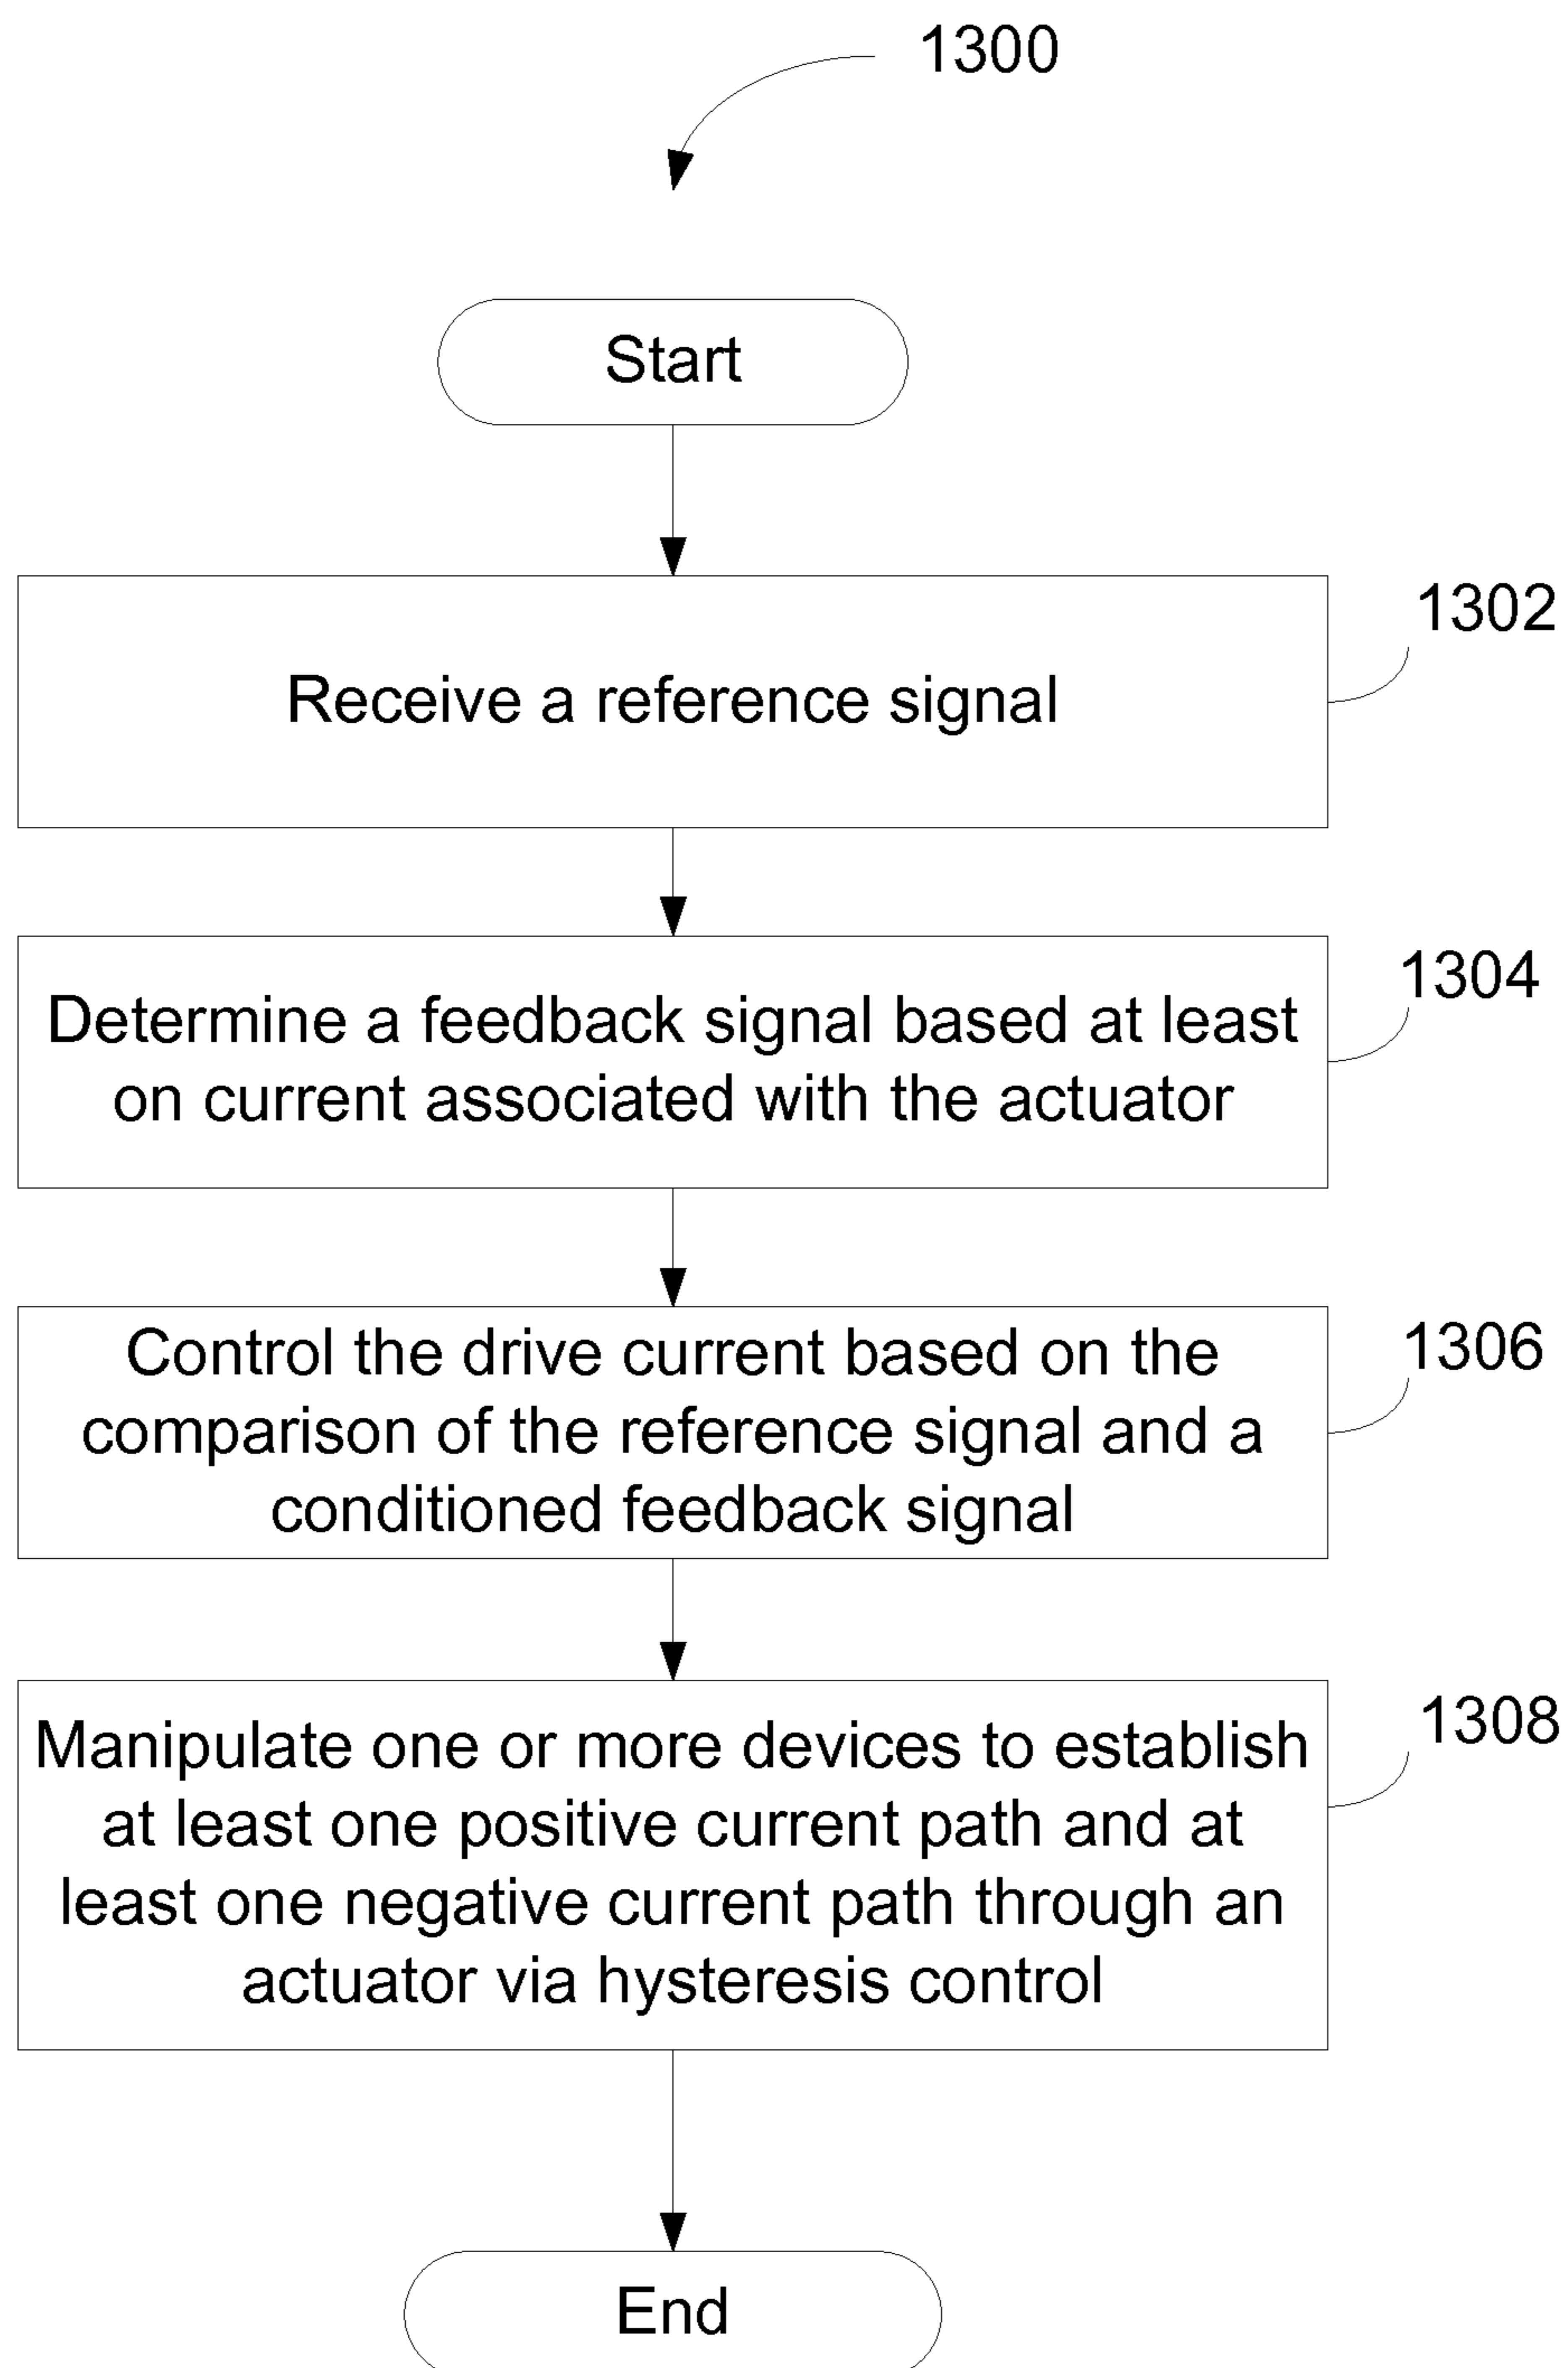 1300
Start
1302
Receive a reference signal
1304
Determine a feedback signal based at least
on current associated with the actuator
1306
Control the drive current based on the
comparison of the reference signal and a
conditioned feedback signal
1308
Manipulate one or more devices to establish
at least one positive current path and at
least one negative current path through an
actuator via hysteresis control
End